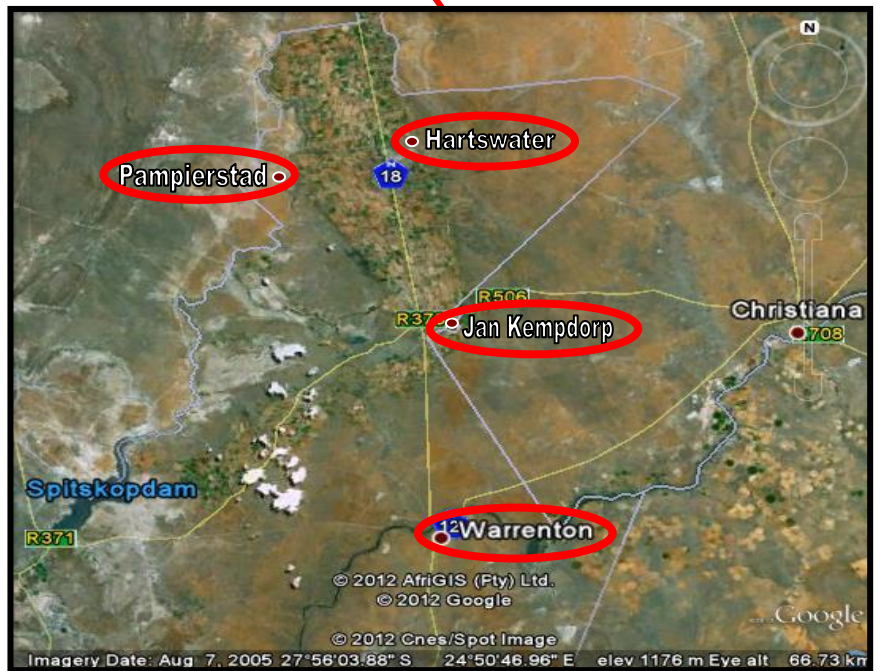 N
Hartswater
Pampierstad
N
18
R506
R37
Jan Kempdorp
Christiana
708
Spitskopdam
12
Warrenton
R371
© 2012 AfriGIS (Pty) Ltd.
© 2012 Google
Google
© 2012 Cnes/Spot Image
Imagery Date: Aug 7, 2005 27°56'03.88" S 24°50'46.96" E elev 1176 m Eye alt 66.73 km